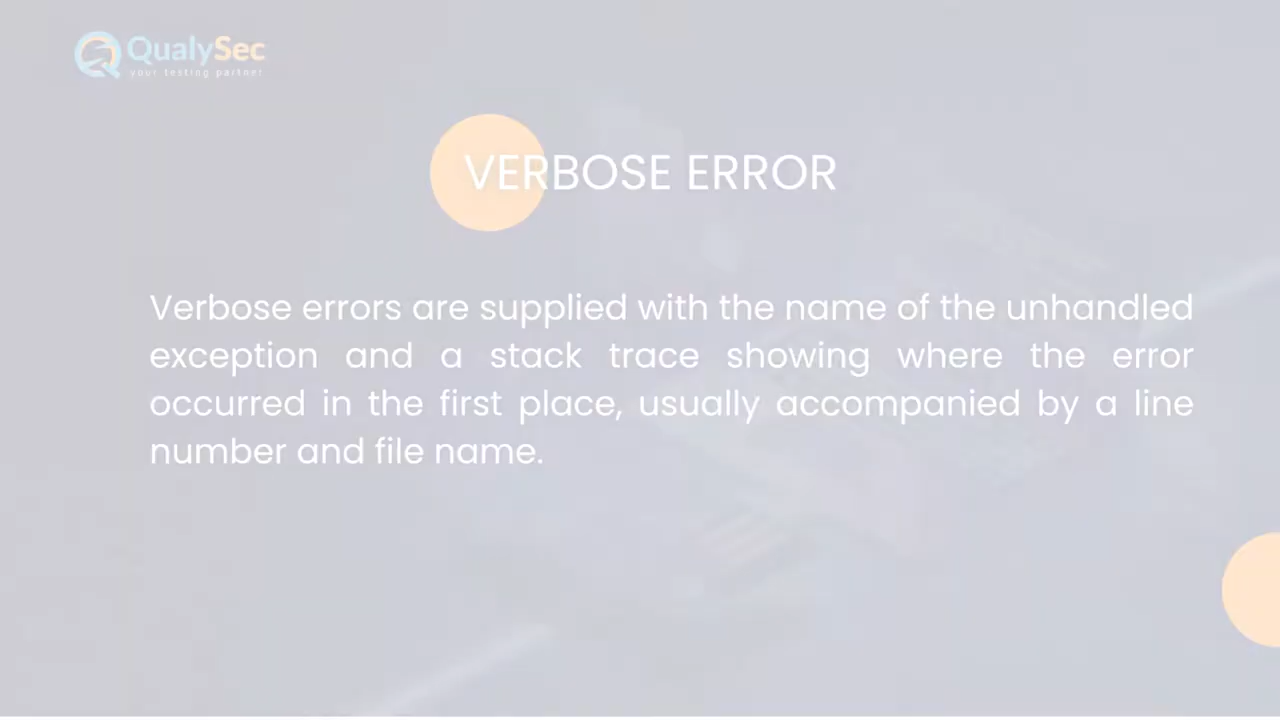 QualySec
your testing partner
VERBOSE ERROR
Verbose errors are supplied with the name of the unhandled
exception and a stack trace showing where the error
occurred in the first place, usually accompanied by a line
number and file name.